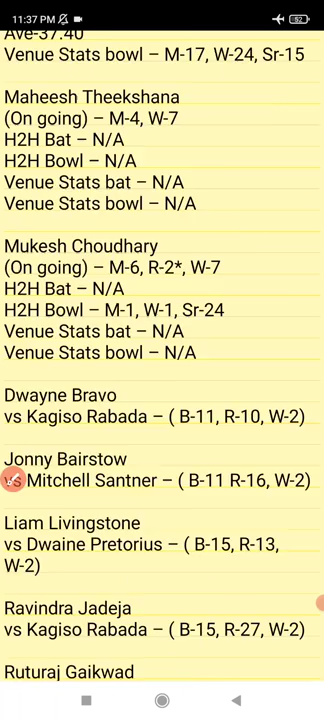 11:37 PM
52
Ave-37.40
Venue Stats bowl – M-17, W-24, Sr-15
Maheesh Theekshana
(On going) – M-4, W-7
H2H Bat – N/A
H2H Bowl – N/A
Venue Stats bat – N/A
Venue Stats bowl – N/A
Mukesh Choudhary
(On going) – M-6, R-2*, W-7
H2H Bat – N/A
H2H Bowl – M-1, W-1, Sr-24
Venue Stats bat – N/A
Venue Stats bowl – N/A
Dwayne Bravo
vs Kagiso Rabada – ( B-11, R-10, W-2)
Jonny Bairstow
vs Mitchell Santner – ( B-11 R-16, W-2)
Liam Livingstone
vs Dwaine Pretorius – ( B-15, R-13,
W-2)
Ravindra Jadeja
vs Kagiso Rabada – ( B-15, R-27, W-2)
Ruturaj Gaikwad